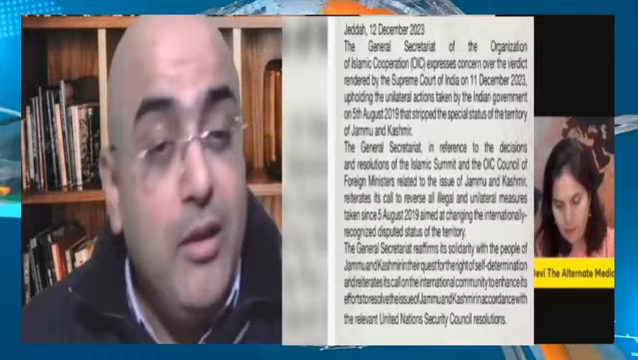 Jeddah, 12 December 2023
The General Secretariat of the Organization
of Islamic Cooperation (OIC) expresses concern over the verdict
rendered by the Supreme Court of India on 11 December 2023,
upholding the unilateral actions taken by the Indian government
on 5th August 2019 that stripped the special status of the territory
of Jammu and Kashmir.
The General Secretariat, in reference to the decisions
and resolutions of the Islamic Summit and the OIC Council of
Foreign Ministers related to the issue of Jammu and Kashmir,
reiterates its call to reverse all illegal and unilateral measures
taken since 5 August 2019 aimed at changing the internationally-
recognized disputed status of the territory.
The General Secretariat reaffirms its solidarity with the people of
Jammu and Kashmir in their quest for the right of self-determination
and reiterates its call on the international community to enhance its
efforts to resolve the issue of Jammu and Kashmir in accordance with
the relevant United Nations Security Council resolutions.
Devi The Alternate Media